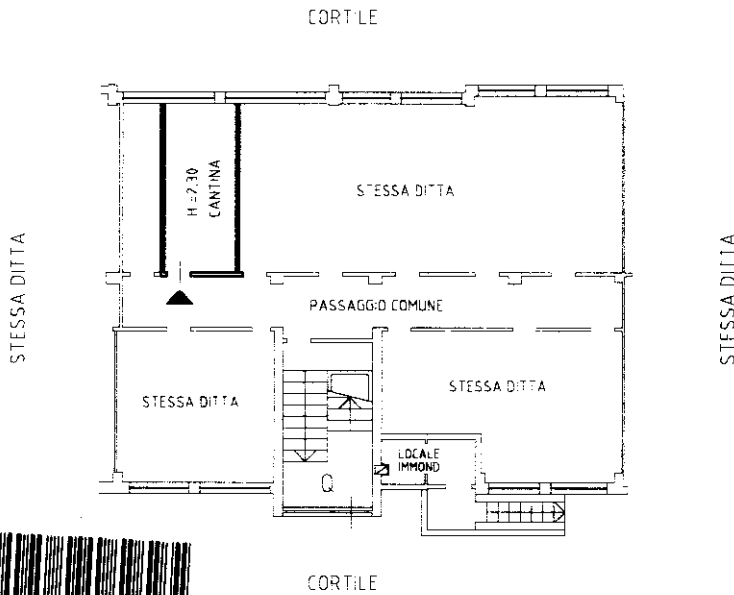 CORTILE
H=2.30
CANTINA
STESSA DITTA
STESSA DITTA
STESSA DITTA
PASSAGGIO COMUNE
STESSA DITTA
STESSA DITTA
LOCALE
IMMOND
Q
CORTILE